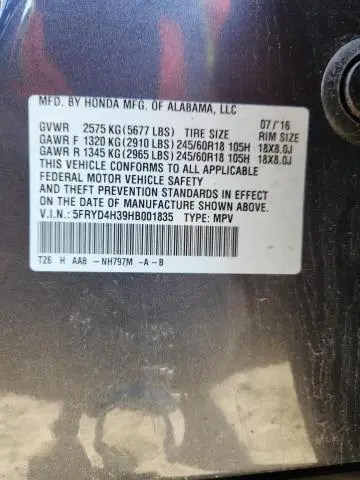 MFD. BY HONDA MFG. OF ALABAMA, LLC
07/'16
GVWR 2575 KG(5677 LBS) TIRE SIZE RIM SIZE
GAWR F 1320 KG(2910 LBS) 245/60R18 105H 18X8.0J
GAWR R 1345 KG(2965 LBS) 245/60R18 105H 18X8.0J
THIS VEHICLE CONFORMS TO ALL APPLICABLE
FEDERAL MOTOR VEHICLE SAFETY
AND THEFT PREVENTION STANDARDS IN EFFECT
ON THE DATE OF MANUFACTURE SHOWN ABOVE.
V.I.N.: 5FRYD4H39HB001835 TYPE: MPV
TZ6 H AA8 -NH797M -A-B